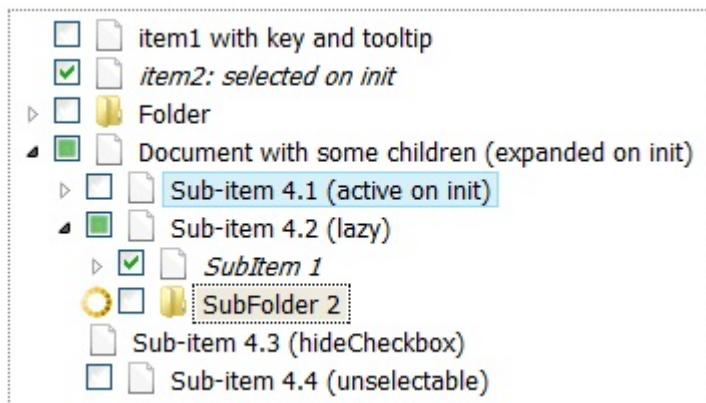 item1 with key and tooltip
item2: selected on init
Folder
Document with some children (expanded on init)
Sub-item 4.1 (active on init)
Sub-item 4.2 (lazy)
SubItem 1
SubFolder 2
Sub-item 4.3 (hideCheckbox)
Sub-item 4.4 (unselectable)